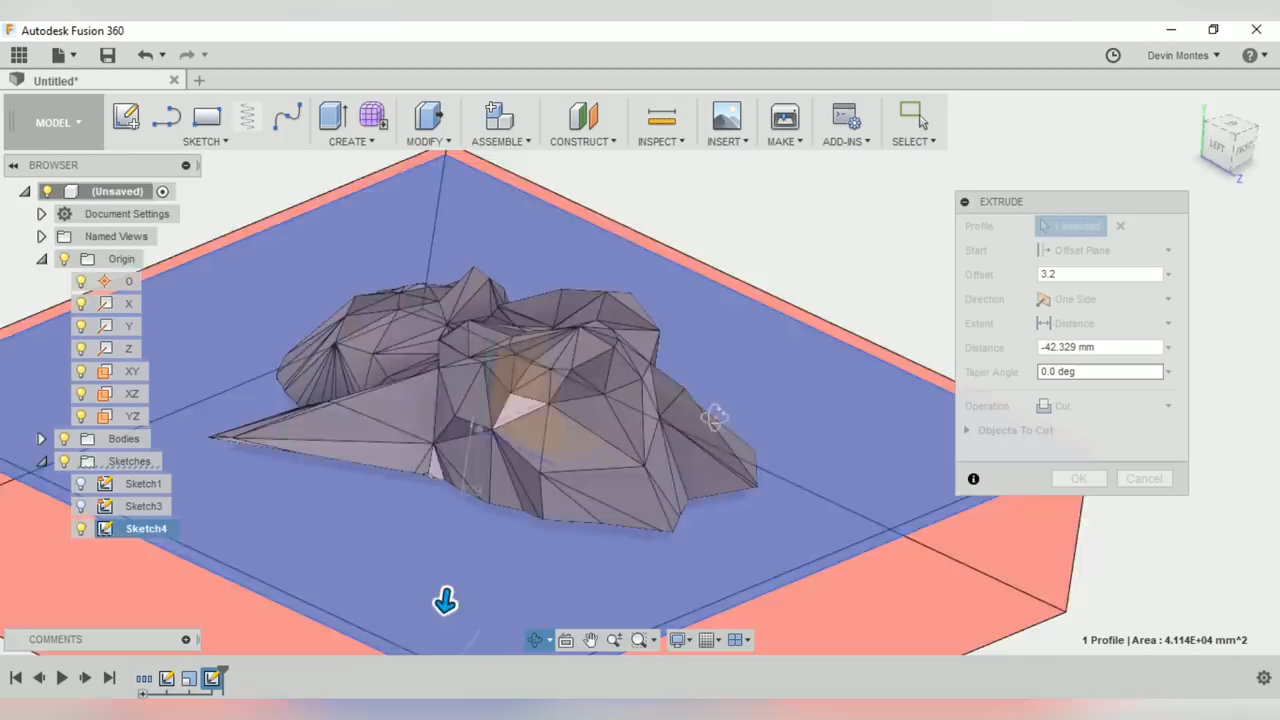 Autodesk Fusion 360
Devin Montes
Untitled*
MODEL
SKETCH
CREATE
MODIFY
ASSEMBLE
CONSTRUCT
INSPECT
INSERT
MAKE
ADD-INS
SELECT
BROWSER
(Unsaved)
Document Settings
Named Views
Origin
O
X
Y
Z
XY
XZ
YZ
Bodies
Sketches
Sketch1
Sketch3
Sketch4
LEFT
Z
EXTRUDE
Profile 1 selected
Start Offset Plane
Offset 3.2
Direction One Side
Extent Distance
Distance -42.329 mm
Taper Angle 0.0 deg
Operation Cut
Objects To Cut
OK Cancel
COMMENTS
1 Profile | Area : 4.114E+04 mm^2